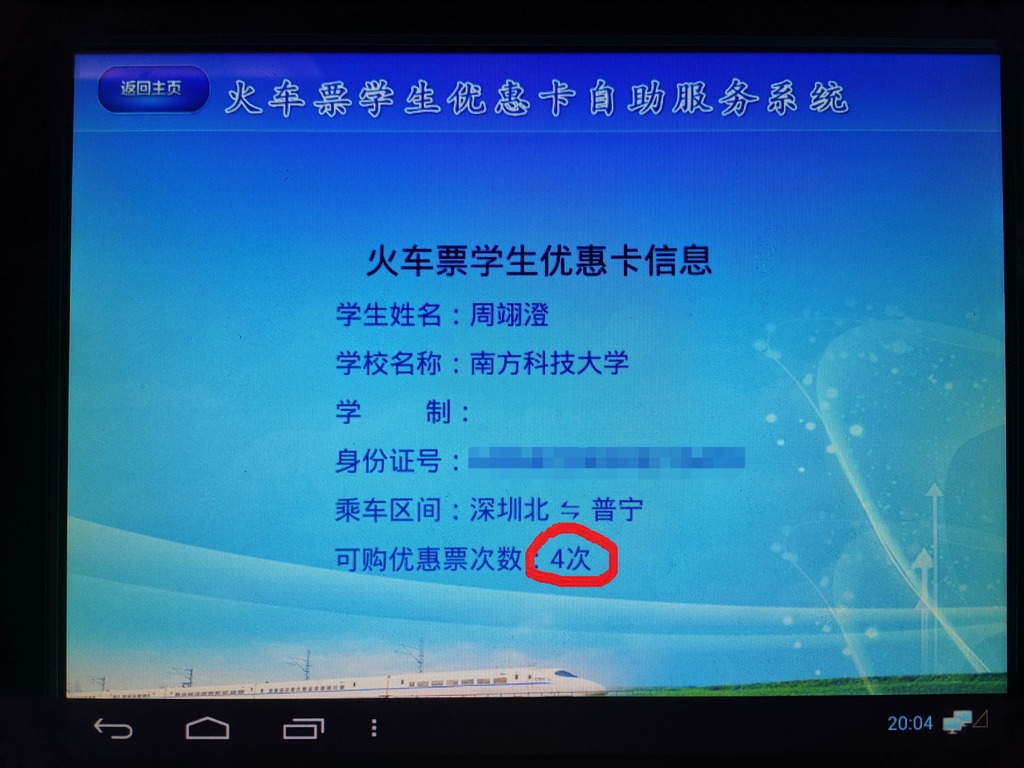 返回主页
火车票学生优惠卡自助服务系统
火车票学生优惠卡信息
学生姓名：周翊澄
学校名称：南方科技大学
学 制：
身份证号：
乘车区间：深圳北 ⇋ 普宁
可购优惠票次数：4次
20:04